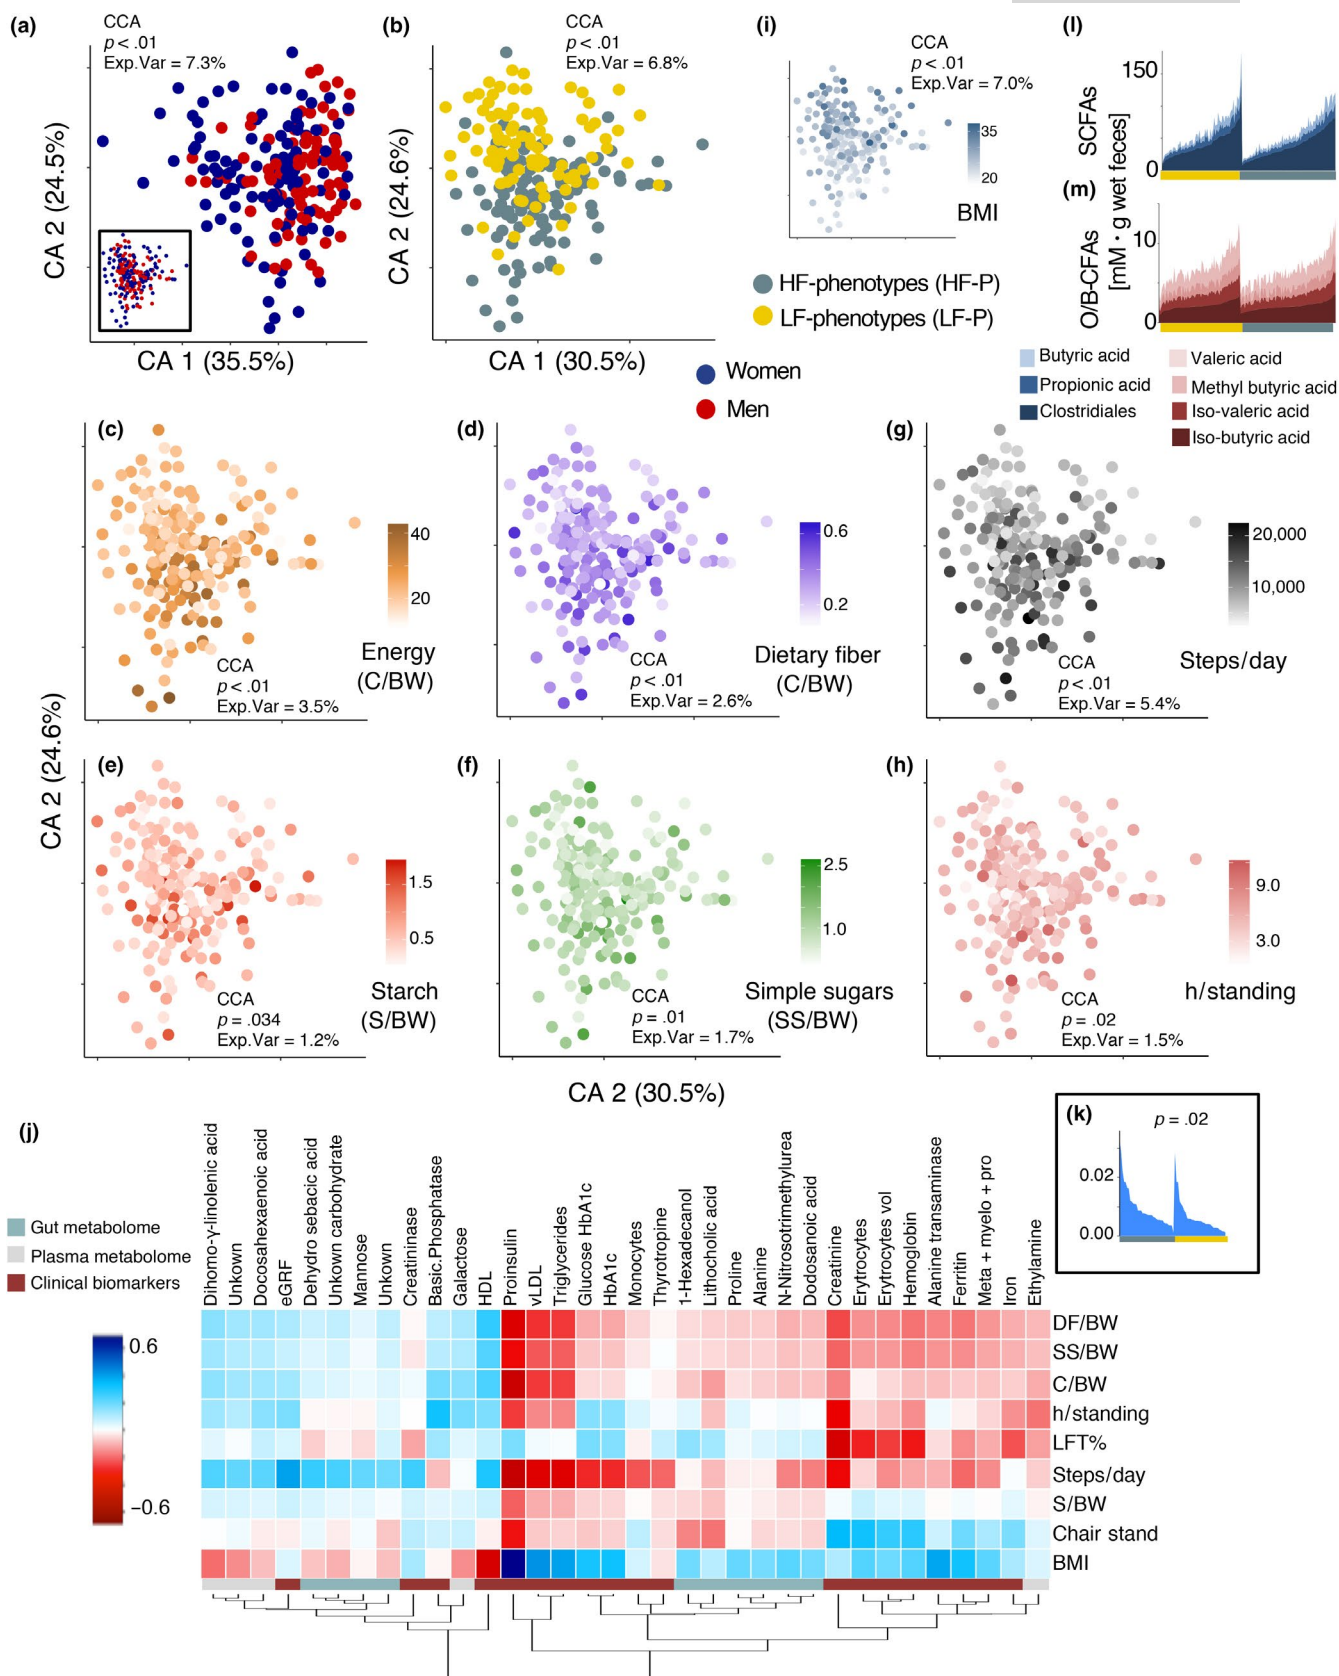 (a)
CCA
p < .01
Exp.Var = 7.3%
CA 2 (24.5%)
CA 1 (35.5%)
(b)
CCA
p < .01
Exp.Var = 6.8%
CA 2 (24.6%)
CA 1 (30.5%)
(i)
CCA
p < .01
Exp.Var = 7.0%
35
20
BMI
HF-phenotypes (HF-P)
LF-phenotypes (LF-P)
Women
Men
(l)
150
0
SCFAs
(m)
10
0
O/B-CFAs
[mM · g wet feces]
Butyric acid
Propionic acid
Clostridiales
Valeric acid
Methyl butyric acid
Iso-valeric acid
Iso-butyric acid
(c)
40
20
Energy
(C/BW)
CCA
p < .01
Exp.Var = 3.5%
(d)
0.6
0.2
Dietary fiber
(C/BW)
CCA
p < .01
Exp.Var = 2.6%
(g)
20,000
10,000
Steps/day
CCA
p < .01
Exp.Var = 5.4%
CA 2 (24.6%)
(e)
1.5
0.5
Starch
(S/BW)
CCA
p = .034
Exp.Var = 1.2%
(f)
2.5
1.0
Simple sugars
(SS/BW)
CCA
p = .01
Exp.Var = 1.7%
(h)
9.0
3.0
h/standing
CCA
p = .02
Exp.Var = 1.5%
CA 2 (30.5%)
(j)
Gut metabolome
Plasma metabolome
Clinical biomarkers
0.6
−0.6
Dihomo-γ-linolenic acid
Unkown
Docosahexaenoic acid
eGRF
Dehydro sebacic acid
Unknown carbohydrate
Mannose
Unknown
Creatininase
Basic.Phosphatase
Galactose
HDL
Proinsulin
vLDL
Triglycerides
Glucose HbA1c
HbA1c
Monocytes
Thyrotropine
1-Hexadecanol
Lithocholic acid
Proline
Alanine
N-Nitrosotrimethylurea
Dodosanoic acid
Creatinine
Erytrocytes
Erytrocytes vol
Hemoglobin
Alanine transaminase
Ferritin
Meta + myelo + pro
Iron
Ethylamine
DF/BW
SS/BW
C/BW
h/standing
LFT%
Steps/day
S/BW
Chair stand
BMI
(k)
p = .02
0.02
0.00